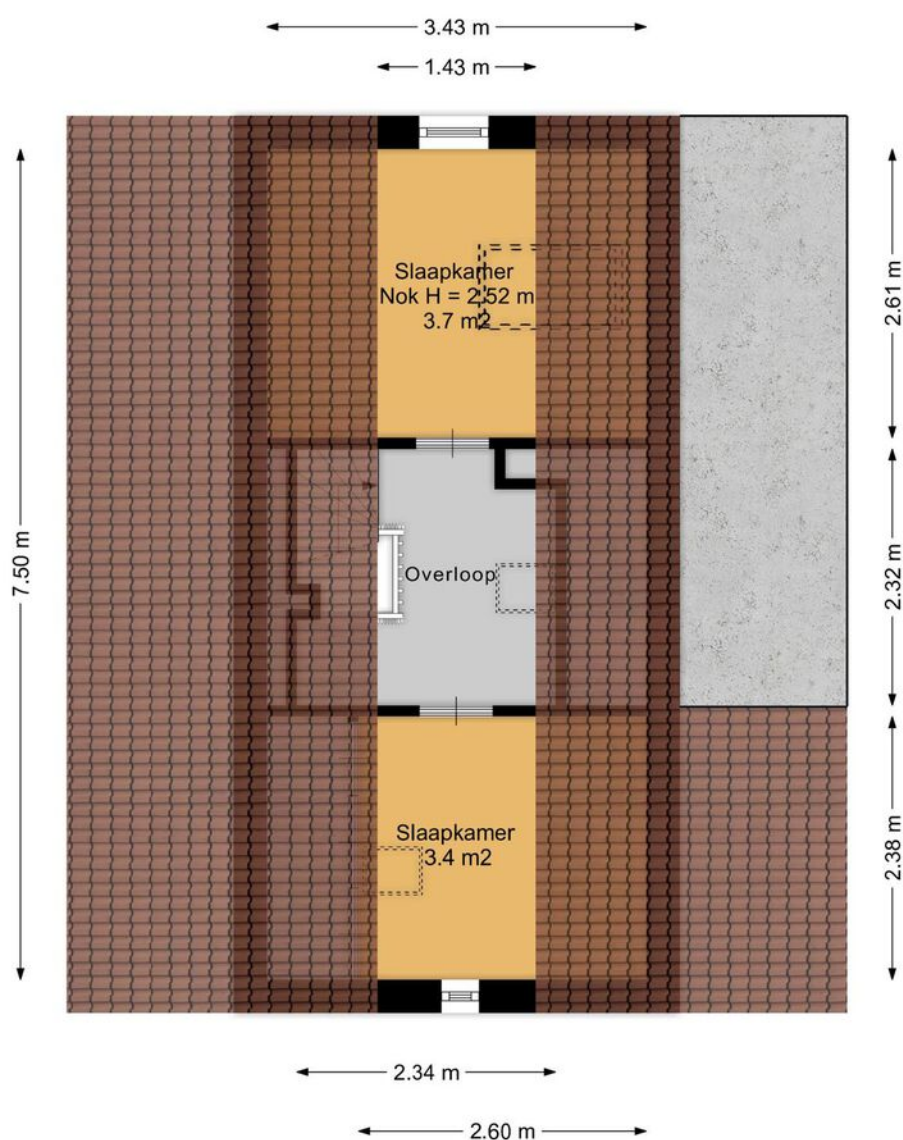 3.43 m
1.43 m
Slaapkamer
Nok H = 2.52 m
3.7 m2
2.61 m
7.50 m
Overloop
2.32 m
Slaapkamer
3.4 m2
2.38 m
2.34 m
2.60 m